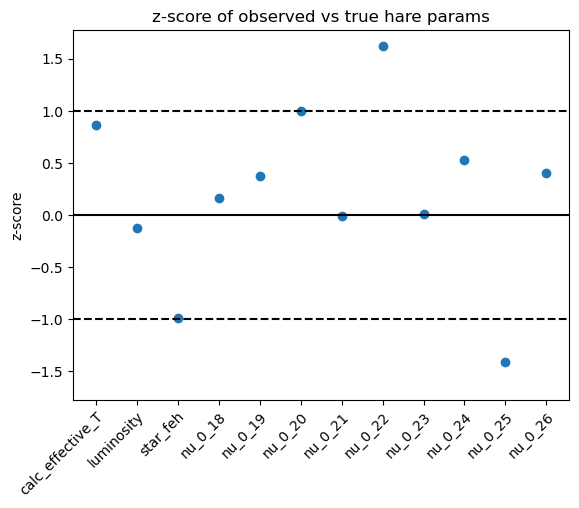 z-score of observed vs true hare params
z-score
1.5
1.0
0.5
0.0
−0.5
−1.0
−1.5
calc_effective_T
luminosity
star_feh
nu_0_18
nu_0_19
nu_0_20
nu_0_21
nu_0_22
nu_0_23
nu_0_24
nu_0_25
nu_0_26